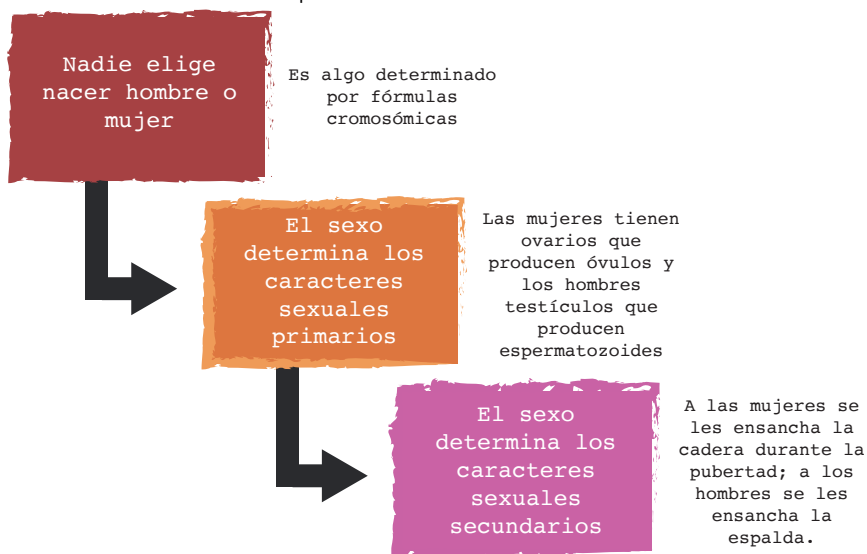 Nadie elige
nacer hombre o
mujer
Es algo determinado
por fórmulas
cromosómicas
El sexo
determina los
caracteres
sexuales
primarios
Las mujeres tienen
ovarios que
producen óvulos y
los hombres
testículos que
producen
espermatozoides
El sexo
determina los
caracteres
sexuales
secundarios
A las mujeres se
les ensancha la
cadera durante la
pubertad; a los
hombres se les
ensancha la
espalda.